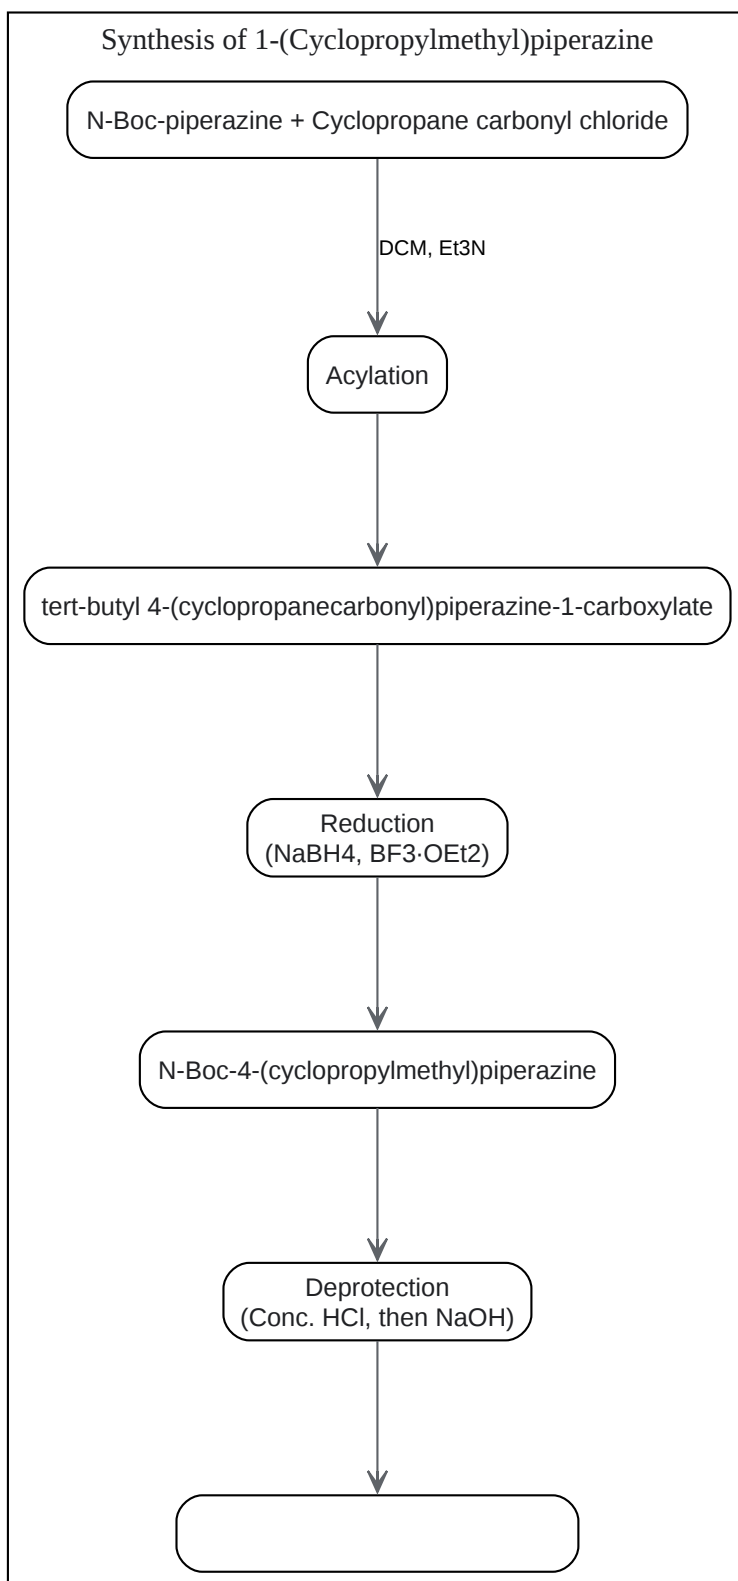 Synthesis of 1-(Cyclopropylmethyl)piperazine
N-Boc-piperazine + Cyclopropane carbonyl chloride
DCM, Et3N
Acylation
tert-butyl 4-(cyclopropanecarbonyl)piperazine-1-carboxylate
Reduction
(NaBH4, BF3·OEt2)
N-Boc-4-(cyclopropylmethyl)piperazine
Deprotection
(Conc. HCl, then NaOH)